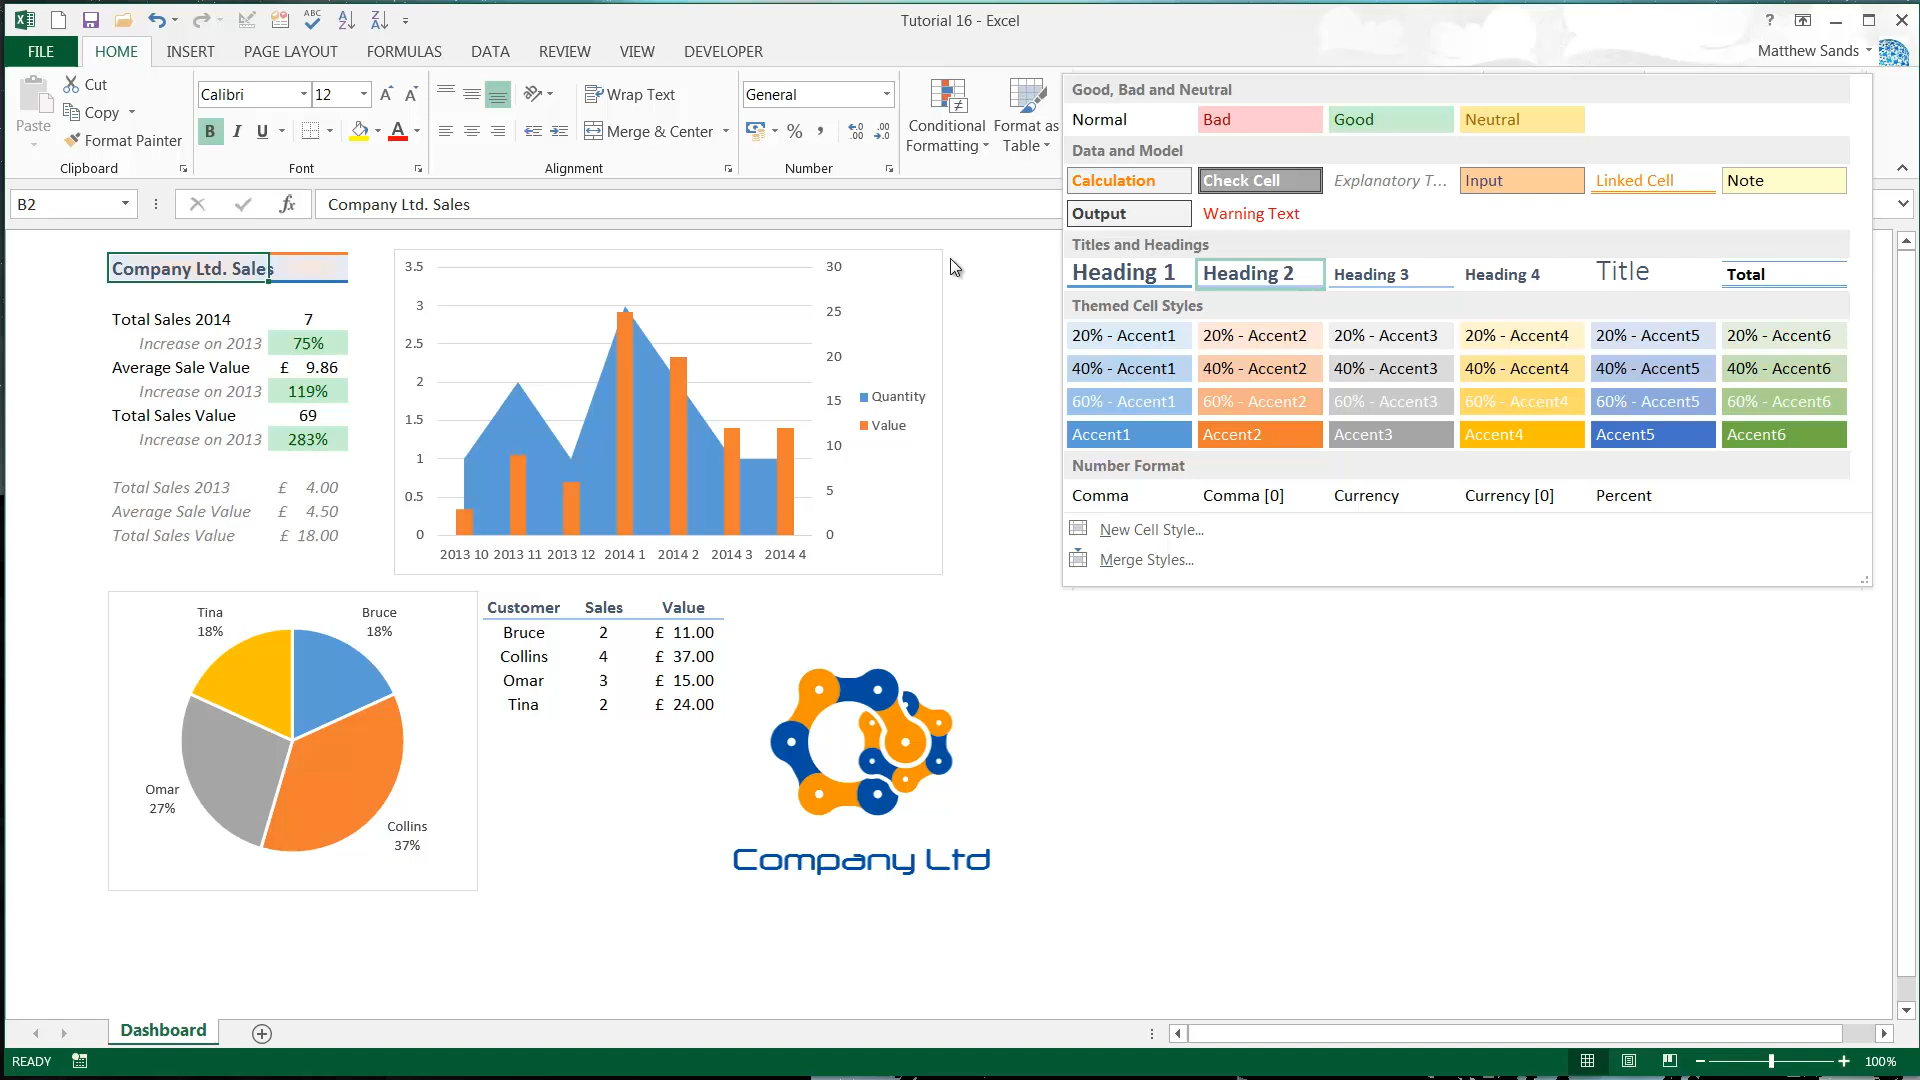 Tutorial 16 - Excel
?
Matthew Sands
FILE HOME INSERT PAGE LAYOUT FORMULAS DATA REVIEW VIEW DEVELOPER
Paste
Cut
Copy
Format Painter
Clipboard
Calibri 12
B I U
Font
Wrap Text
Merge & Center
Alignment
General
%
Number
Conditional
Formatting
Format as
Table
Good, Bad and Neutral
Normal Bad Good Neutral
Data and Model
Calculation Check Cell Explanatory T... Input Linked Cell Note
Output Warning Text
Titles and Headings
Heading 1 Heading 2 Heading 3 Heading 4 Title Total
Themed Cell Styles
20% - Accent1 20% - Accent2 20% - Accent3 20% - Accent4 20% - Accent5 20% - Accent6
40% - Accent1 40% - Accent2 40% - Accent3 40% - Accent4 40% - Accent5 40% - Accent6
60% - Accent1 60% - Accent2 60% - Accent3 60% - Accent4 60% - Accent5 60% - Accent6
Accent1 Accent2 Accent3 Accent4 Accent5 Accent6
Number Format
Comma Comma [0] Currency Currency [0] Percent
New Cell Style...
Merge Styles...
B2
fx
Company Ltd. Sales
Company Ltd. Sales
Total Sales 2014 7
Increase on 2013 75%
Average Sale Value £ 9.86
Increase on 2013 119%
Total Sales Value 69
Increase on 2013 283%
Total Sales 2013 £ 4.00
Average Sale Value £ 4.50
Total Sales Value £ 18.00
3.5
3
2.5
2
1.5
1
0.5
0
30
25
20
15
10
5
0
2013 10 2013 11 2013 12 2014 1 2014 2 2014 3 2014 4
Quantity
Value
Tina
18%
Bruce
18%
Omar
27%
Collins
37%
Customer Sales Value
Bruce 2 £ 11.00
Collins 4 £ 37.00
Omar 3 £ 15.00
Tina 2 £ 24.00
Company Ltd
Dashboard
READY
100%